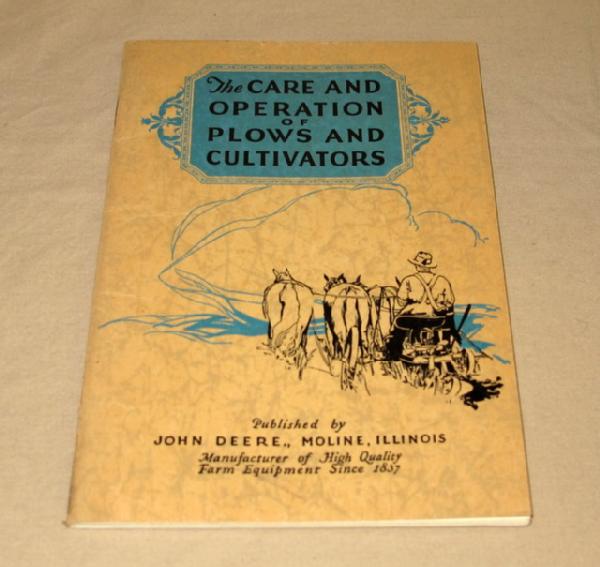 The CARE AND
OPERATION
OF
PLOWS AND
CULTIVATORS
Published by
JOHN DEERE., MOLINE, ILLINOIS
Manufacturer of High Quality
Farm Equipment Since 1837